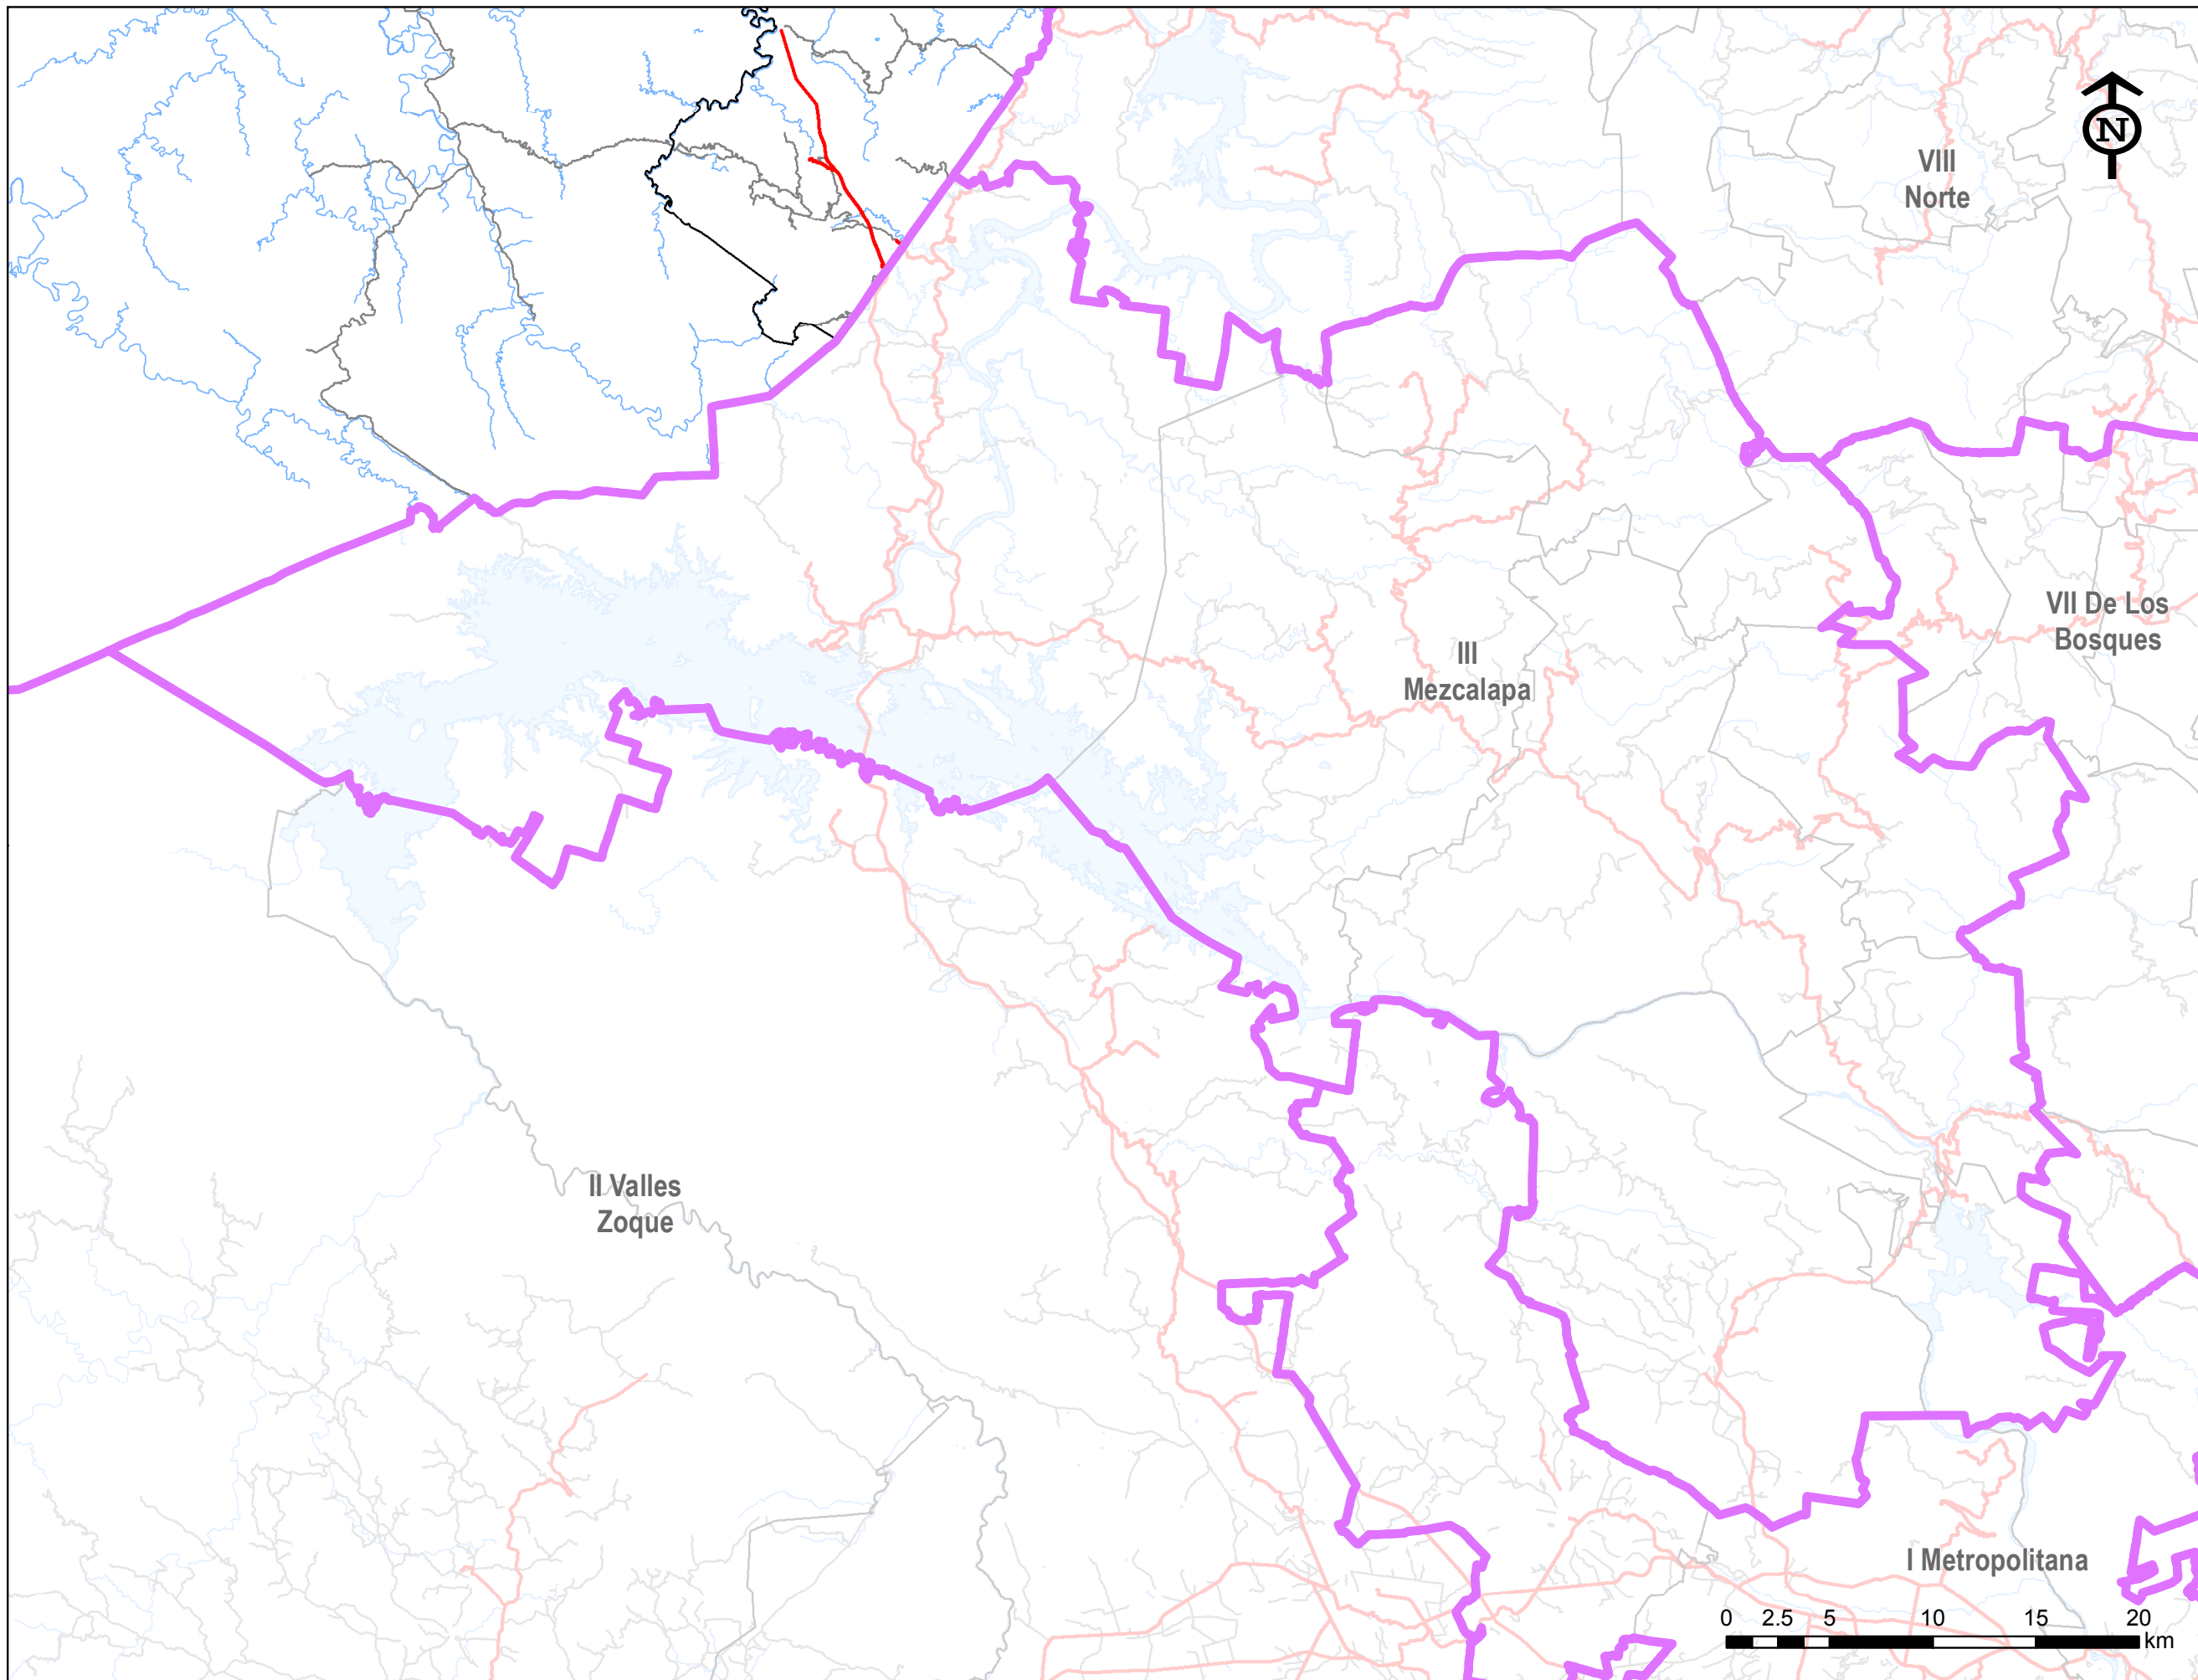 N
VIII
Norte
VII De Los
Bosques
III
Mezcalapa
II Valles
Zoque
I Metropolitana
0 2.5 5 10 15 20
km